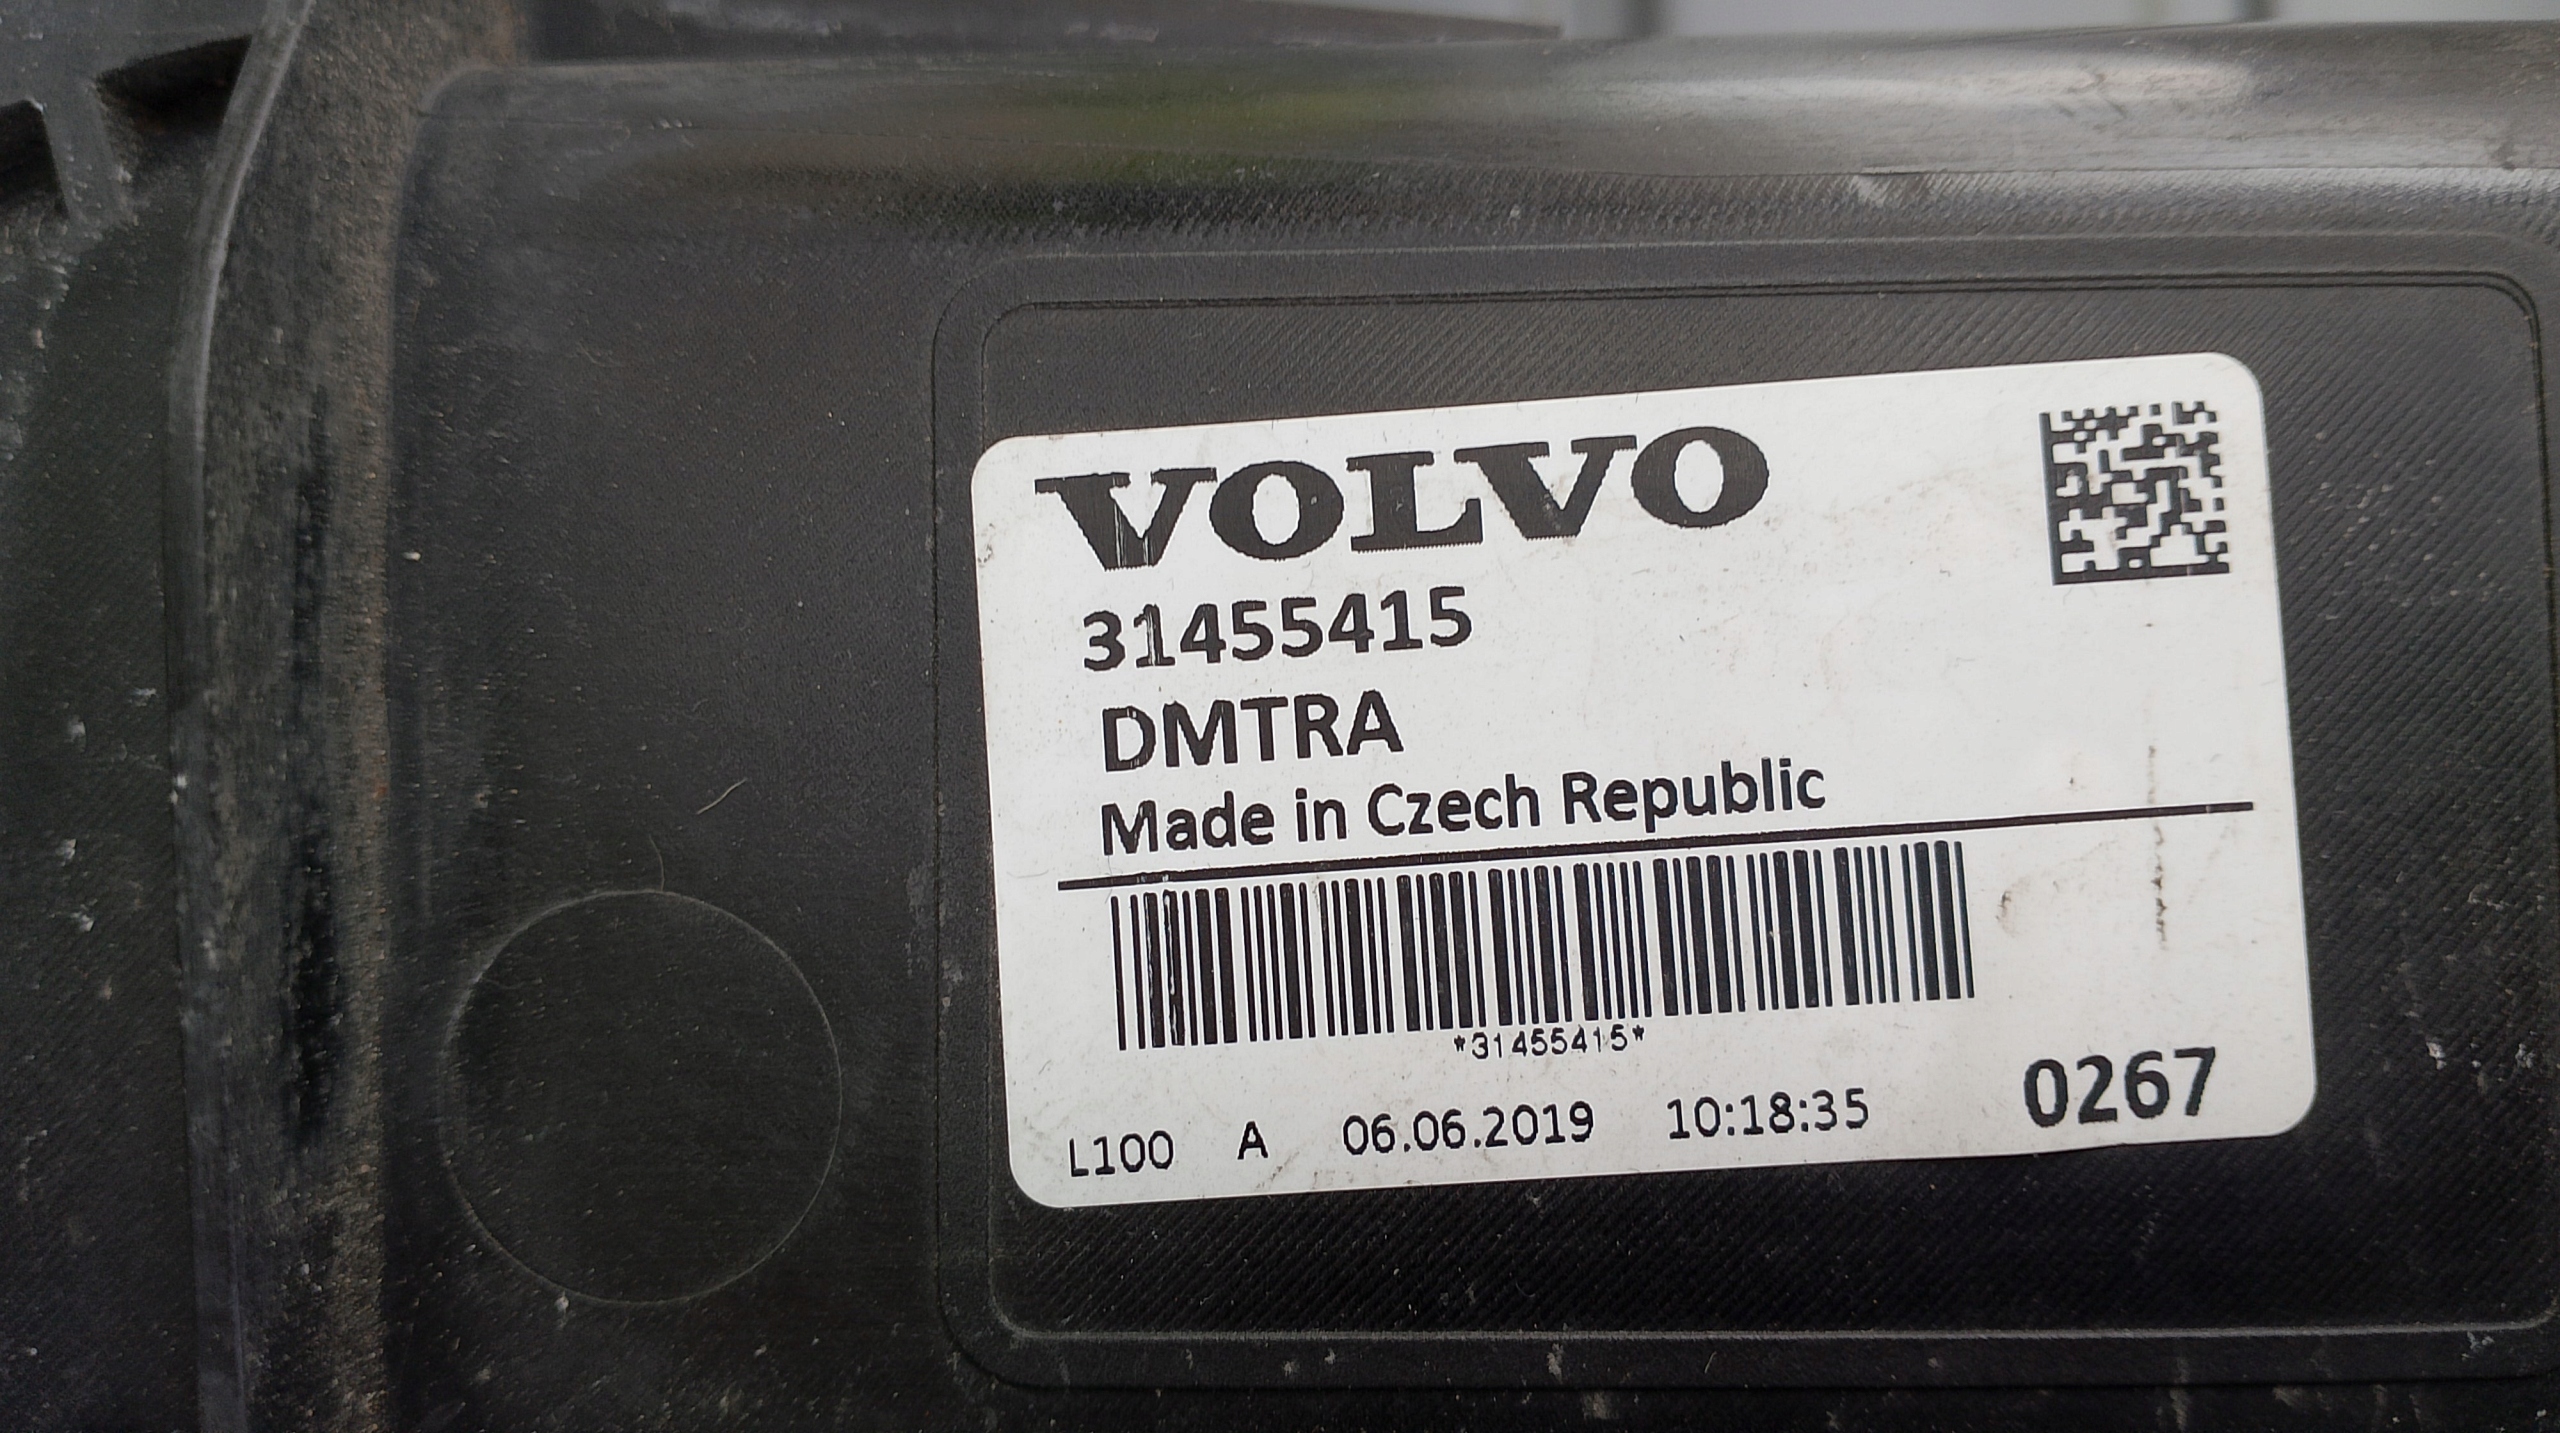 VOLVO
31455415
DMTRA
Made in Czech Republic
*31455415*
L100 A 06.06.2019 10:18:35 0267